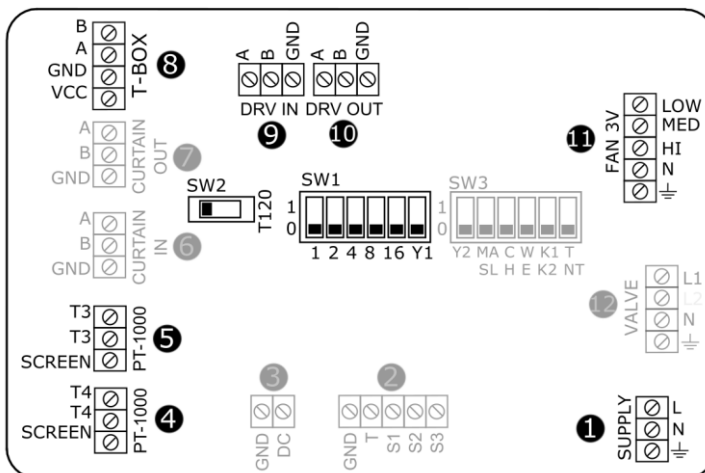 B
A
GND
VCC
T-BOX
8
A
B
GND
CURTAIN
OUT
7
A
B
GND
CURTAIN
IN
6
T3
T3
SCREEN
PT-1000
5
T4
T4
SCREEN
PT-1000
4
A B GND
DRV IN
9
A B GND
DRV OUT
10
SW2
T120
SW1
1
0
1 2 4 8 16 Y1
SW3
1
0
Y2 MA C W K1 T
SL H E K2 NT
3
GND DC
2
GND T S1 S2 S3
11
FAN 3V
LOW
MED
HI
N
12
VALVE
L1
L2
N
1
SUPPLY
L
N